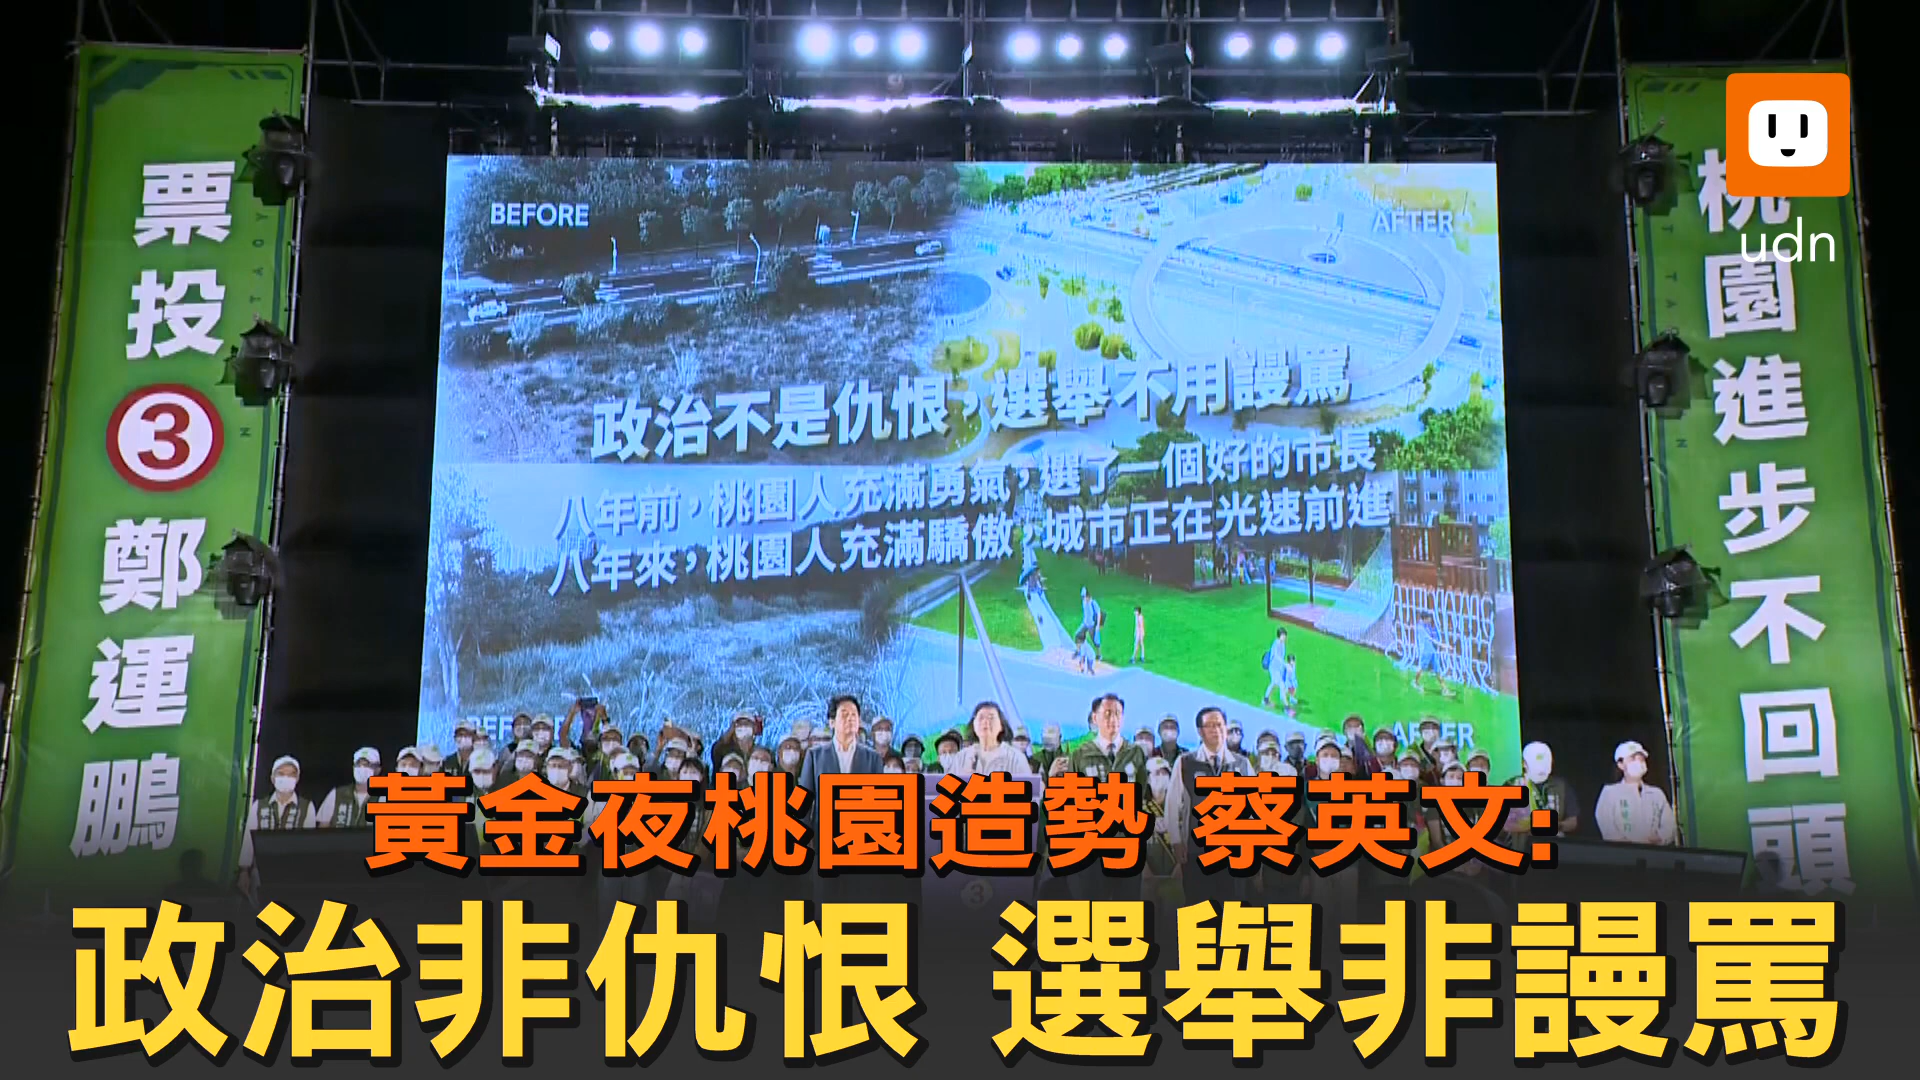 票投③鄭運鵬
BEFORE
AFTER
政治不是仇恨，選舉不用謾罵
八年前，桃園人充滿勇氣，選了一個好的市長
八年來，桃園人充滿驕傲，城市正在光速前進
BEFORE
AFTER
桃園進步不回頭
udn
黃金夜桃園造勢 蔡英文:
政治非仇恨 選舉非謾罵